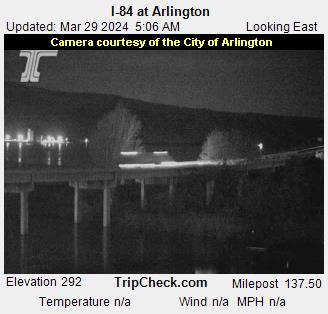 I-84 at Arlington
Updated: Mar 29 2024 5:06 AM Looking East
Camera courtesy of the City of Arlington
Elevation 292 TripCheck.com Milepost 137.50
Temperature n/a Wind n/a MPH n/a